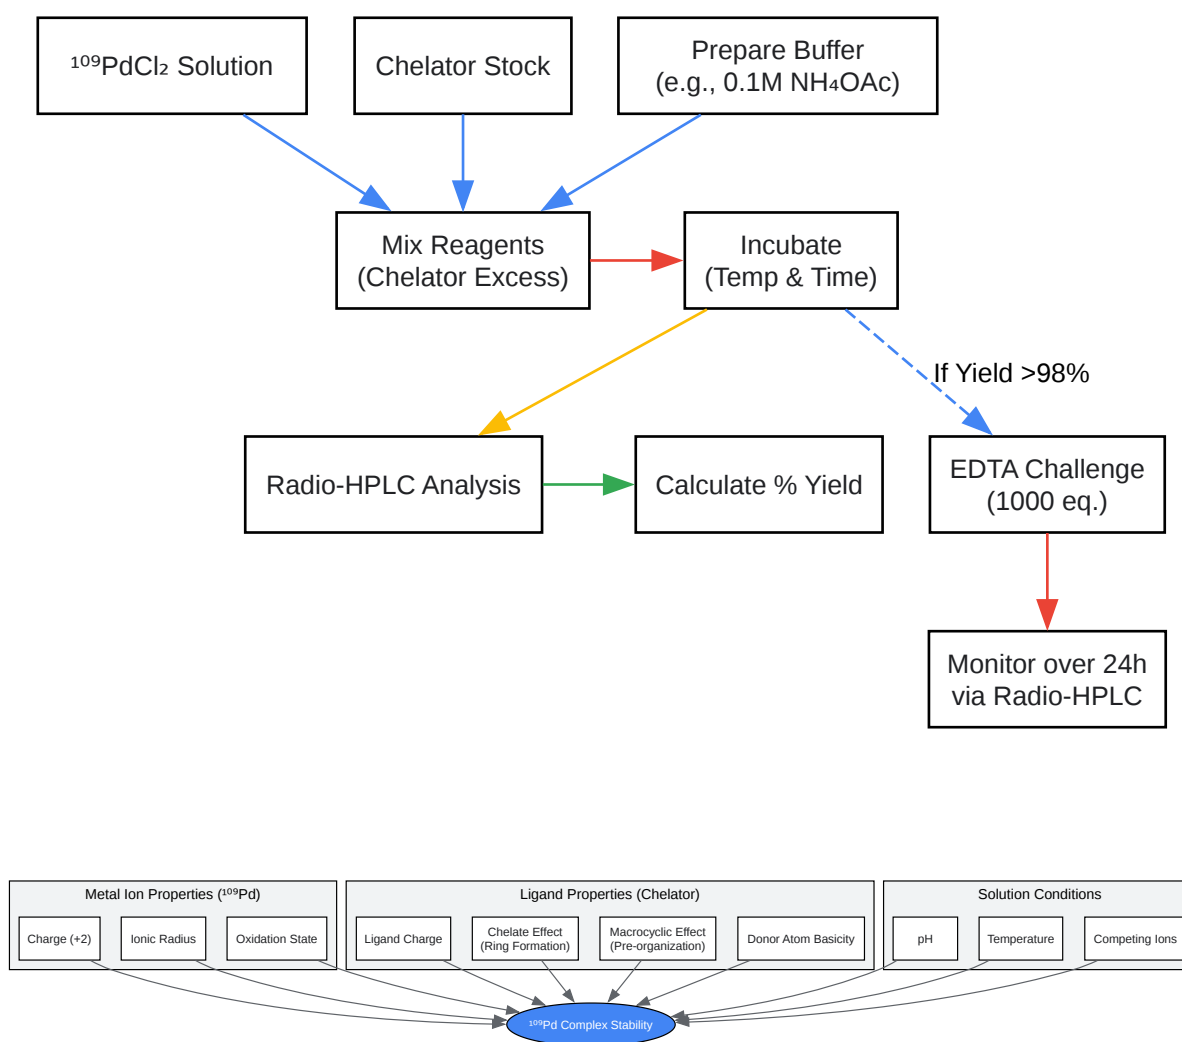 ¹⁰⁹PdCl₂ Solution
Chelator Stock
Prepare Buffer
(e.g., 0.1M NH₄OAc)
Mix Reagents
(Chelator Excess)
Incubate
(Temp & Time)
If Yield >98%
Radio-HPLC Analysis
Calculate % Yield
EDTA Challenge
(1000 eq.)
Monitor over 24h
via Radio-HPLC
Metal Ion Properties (¹⁰⁹Pd)
Charge (+2)
Ionic Radius
Oxidation State
Ligand Properties (Chelator)
Ligand Charge
Chelate Effect
(Ring Formation)
Macrocyclic Effect
(Pre-organization)
Donor Atom Basicity
Solution Conditions
pH
Temperature
Competing Ions
¹⁰⁹Pd Complex Stability